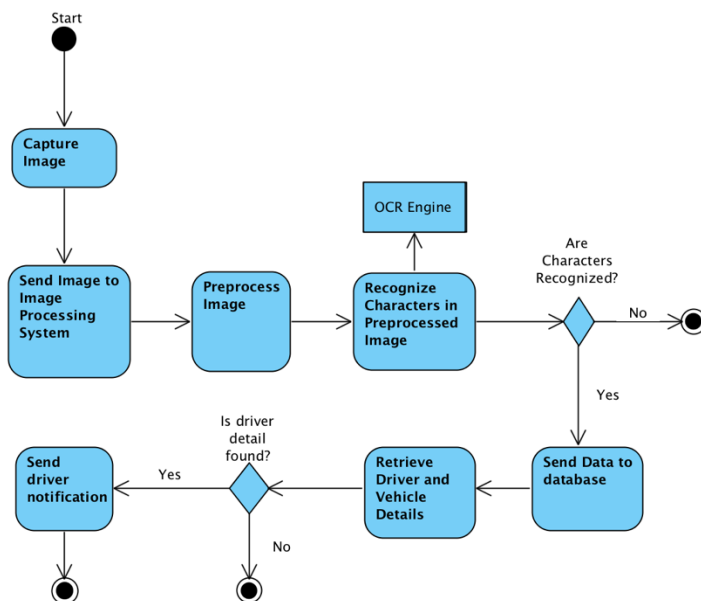 Start
Capture
Image
OCR Engine
Are
Characters
Recognized?
Send Image to
Image
Processing
System
Preprocess
Image
Recognize
Characters in
Preprocessed
Image
No
Yes
Is driver
detail
found?
Send
driver
notification
Yes
Retrieve
Driver and
Vehicle
Details
Send Data to
database
No